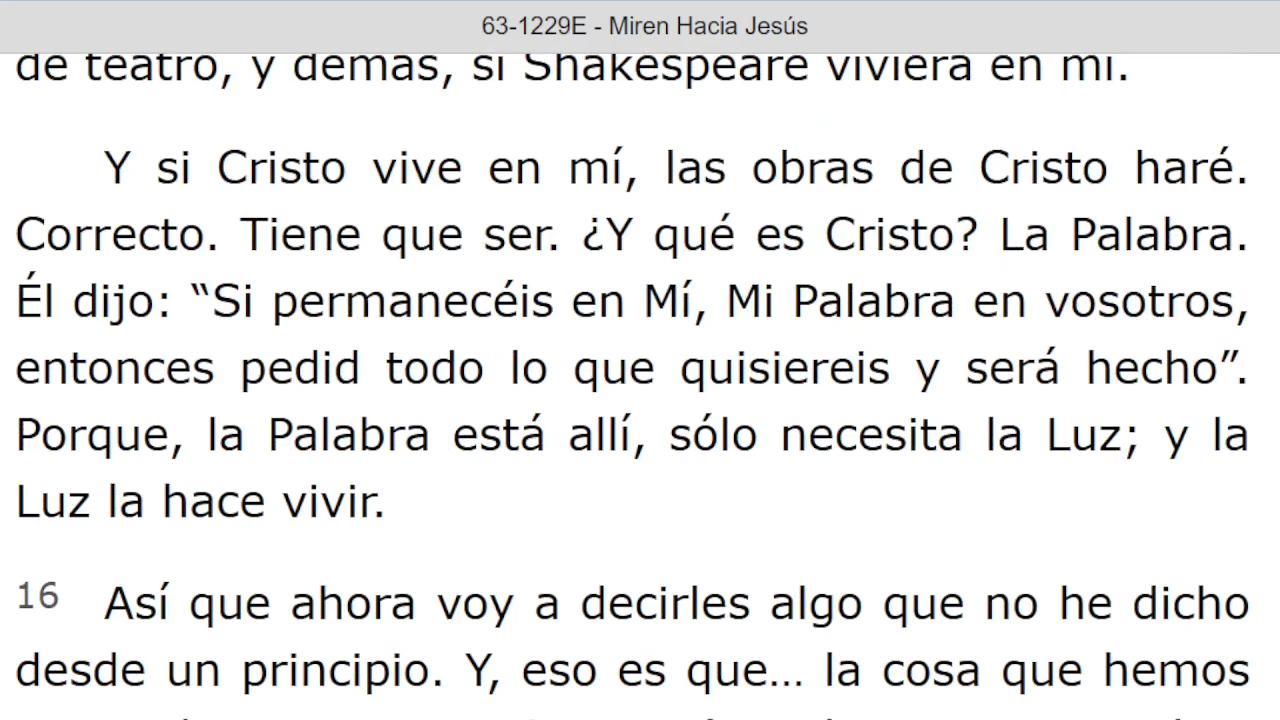 63-1229E - Miren Hacia Jesús
de teatro, y demás, si Shakespeare viviera en mí.
Y si Cristo vive en mí, las obras de Cristo haré.
Correcto. Tiene que ser. ¿Y qué es Cristo? La Palabra.
Él dijo: “Si permanecéis en Mí, Mi Palabra en vosotros,
entonces pedid todo lo que quisiereis y será hecho”.
Porque, la Palabra está allí, sólo necesita la Luz; y la
Luz la hace vivir.
16 Así que ahora voy a decirles algo que no he dicho
desde un principio. Y, eso es que... la cosa que hemos